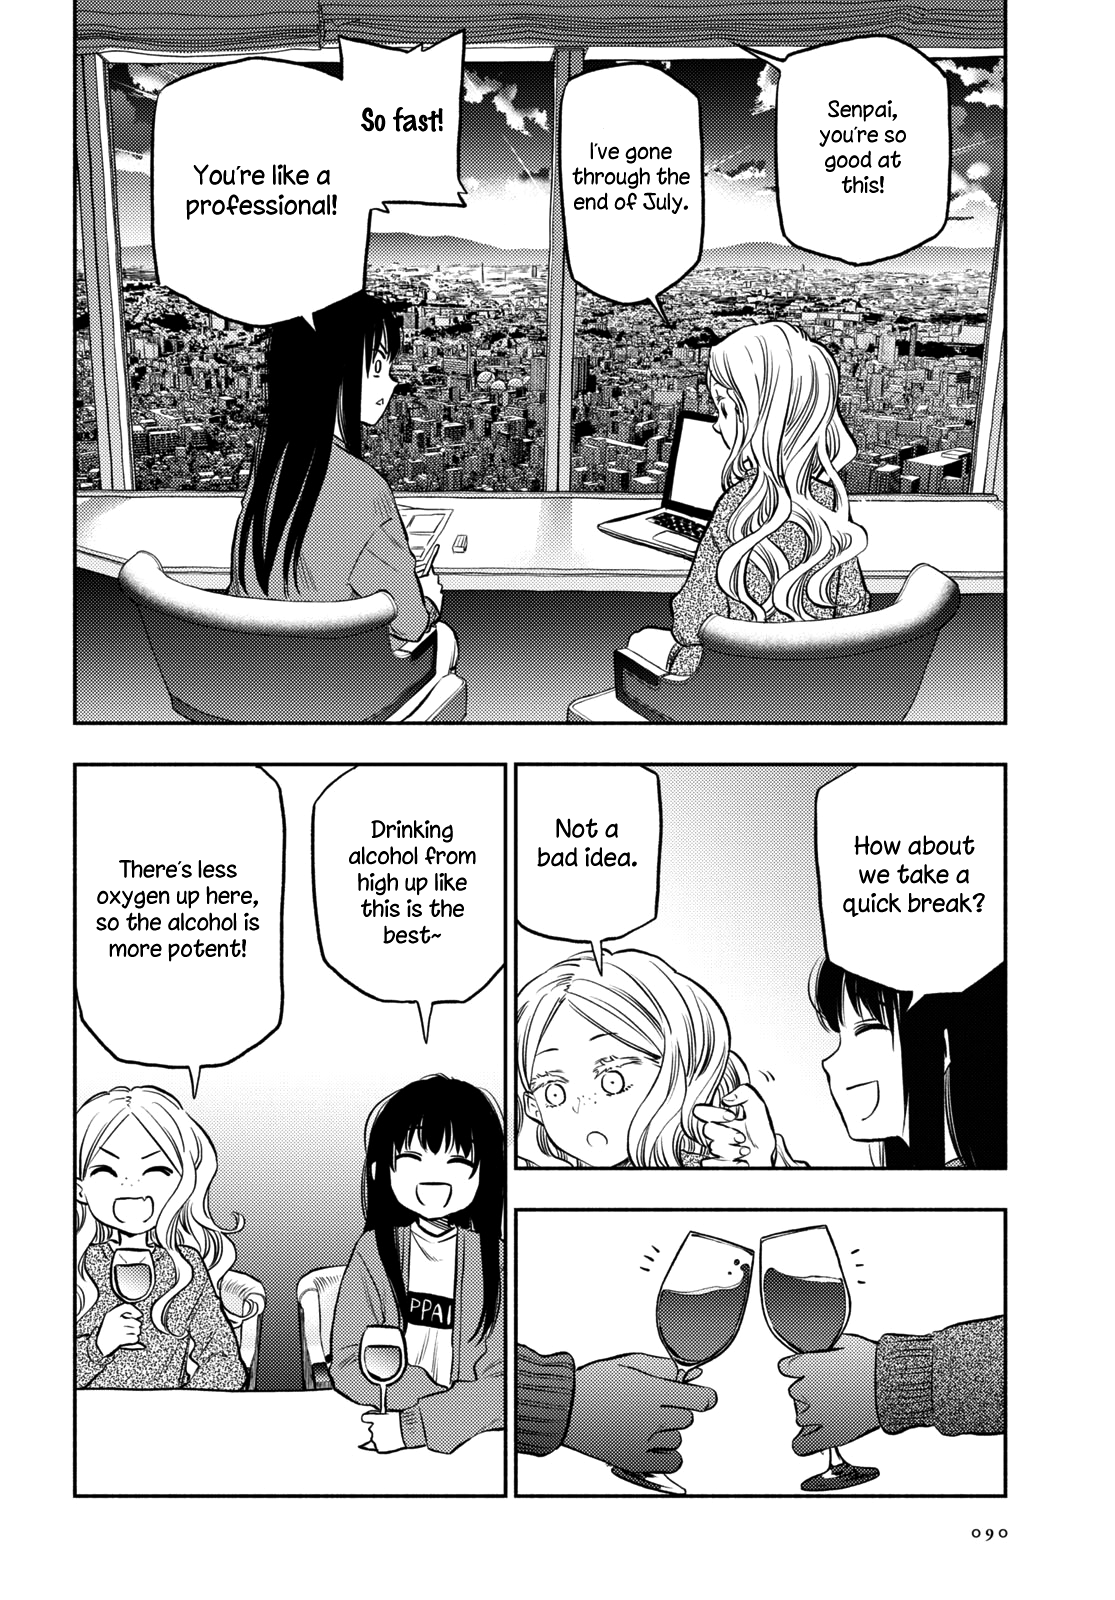 Senpai,
you're so
good at
this!
I've gone
through the
end of July.
So fast!
You're like a
professional!
How about
we take a
quick break?
Not a
bad idea.
Drinking
alcohol from
high up like
this is the
best~
There's less
oxygen up here,
so the alcohol is
more potent!
PPAI
090